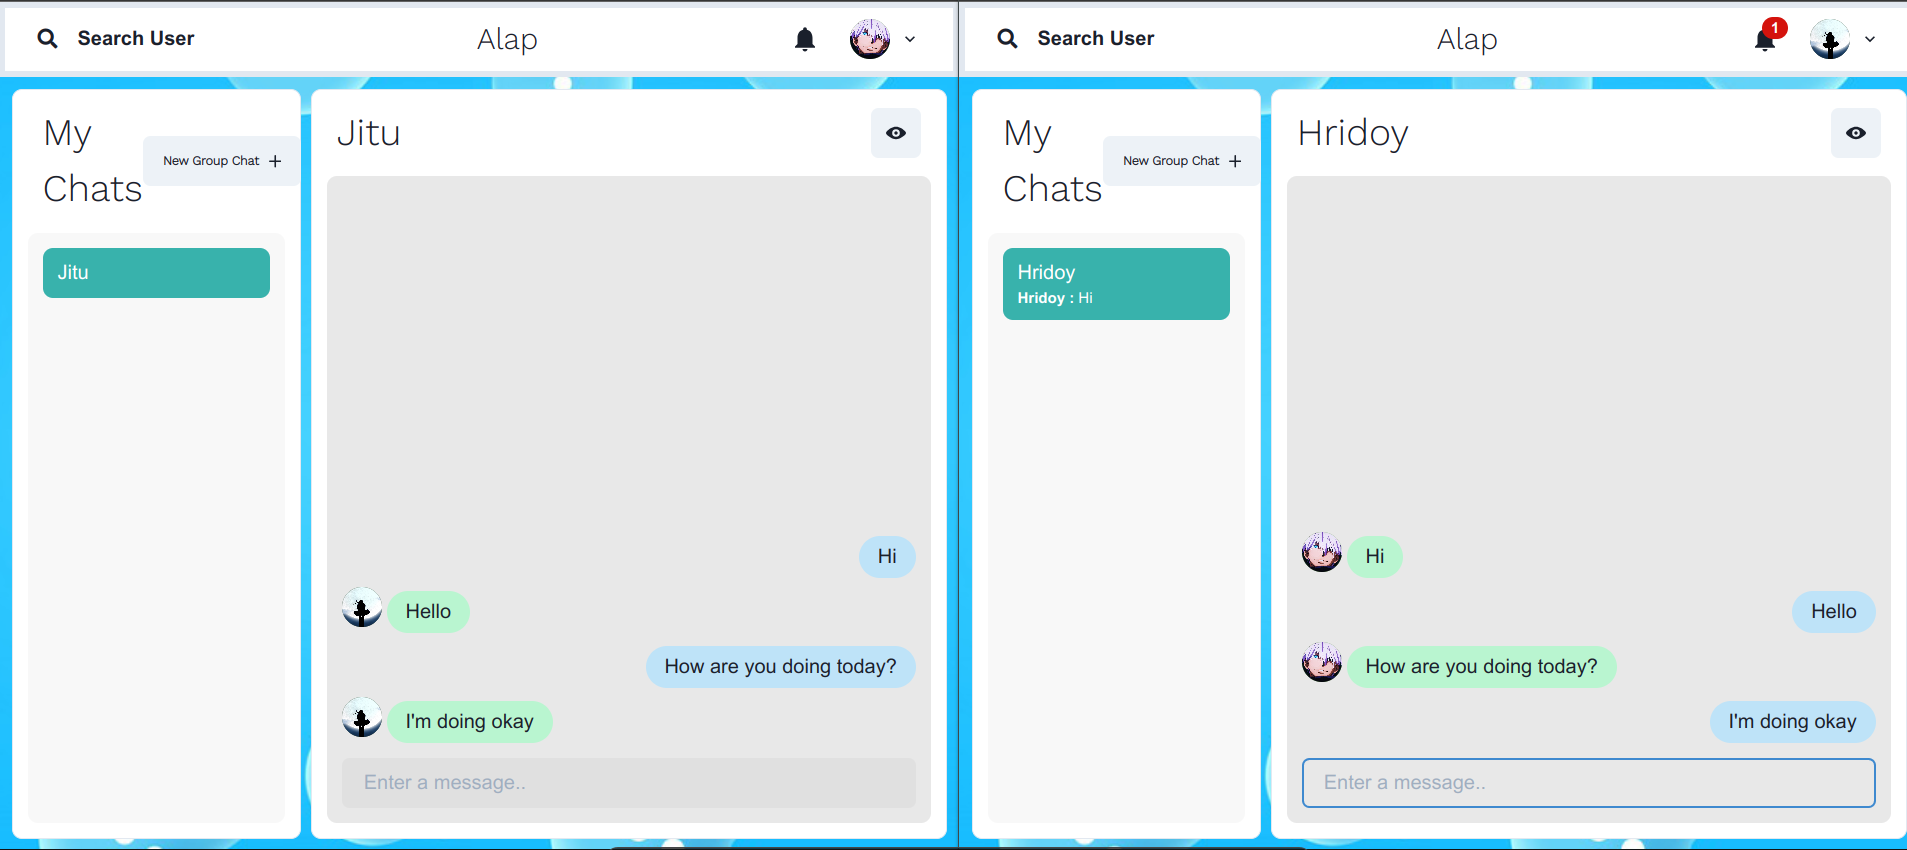 Search User
Alap
My
Chats
New Group Chat +
Jitu
Jitu
Hi
Hello
How are you doing today?
I'm doing okay
Enter a message..
Search User
Alap
1
My
Chats
New Group Chat +
Hridoy
Hridoy : Hi
Hridoy
Hi
Hello
How are you doing today?
I'm doing okay
Enter a message..